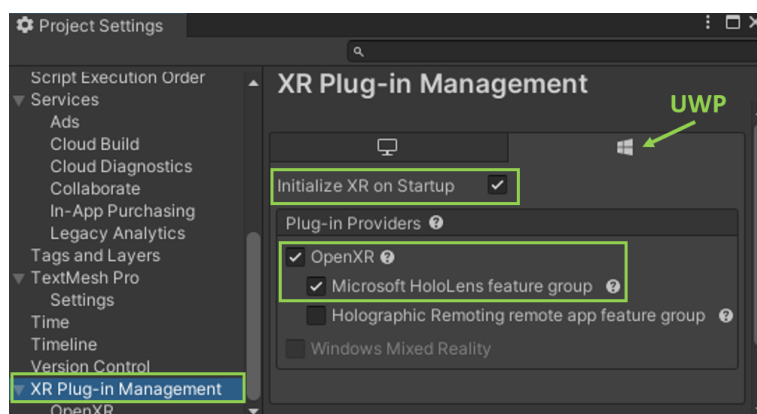 Project Settings
Script Execution Order
Services
Ads
Cloud Build
Cloud Diagnostics
Collaborate
In-App Purchasing
Legacy Analytics
Tags and Layers
TextMesh Pro
Settings
Time
Timeline
Version Control
XR Plug-in Management
OpenXR
XR Plug-in Management
UWP
Initialize XR on Startup
Plug-in Providers
OpenXR
Microsoft HoloLens feature group
Holographic Remoting remote app feature group
Windows Mixed Reality